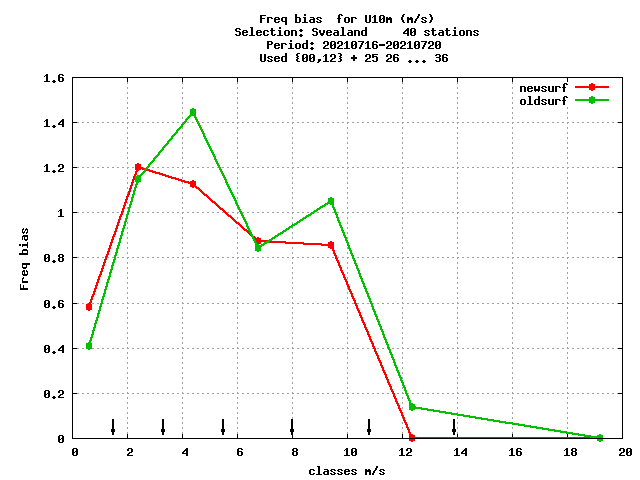 Freq bias  for U10m (m/s)
Selection: Svealand     40 stations
Period: 20210716-20210720
Used {00,12} + 25 26 ... 36
newsurf
oldsurf
1.6
1.4
1.2
1
0.8
0.6
0.4
0.2
0
Freq bias
0 2 4 6 8 10 12 14 16 18 20
classes m/s